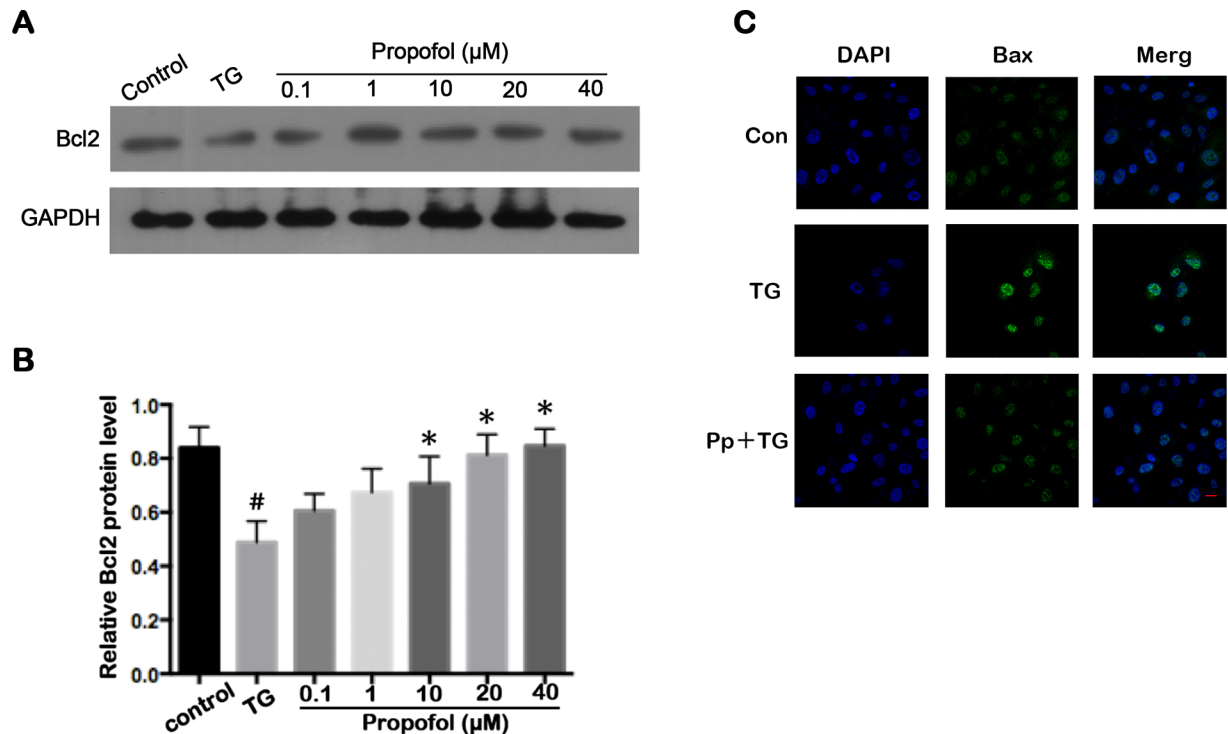 A
Propofol (µM)
Control TG 0.1 1 10 20 40
Bcl2
GAPDH
B
Relative Bcl2 protein level
1.0
0.8
0.6
0.4
0.2
0.0
#
*
*
*
control TG 0.1 1 10 20 40
Propofol (µM)
C
DAPI Bax Merg
Con
TG
Pp+TG